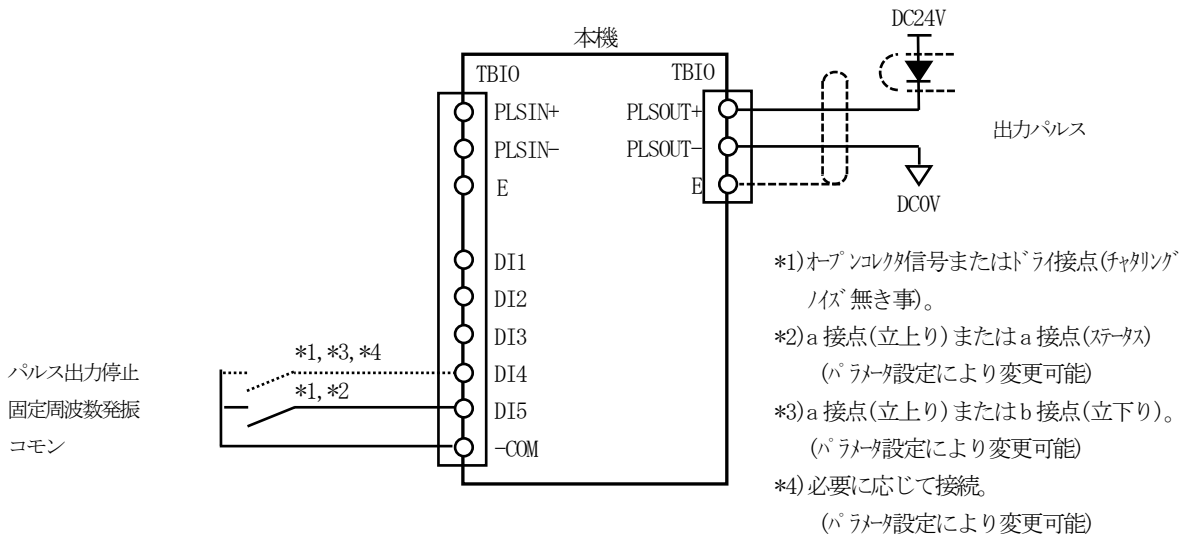 DC24V
本機
TBIO
TBIO
PLSIN+
PLSOUT+
出力パルス
PLSIN-
PLSOUT-
E
E
DC0V
DI1
*1)オープンコレクタ信号またはドライ接点(チャタリング
ノイズ無き事)。
DI2
DI3
*2)a接点(立上り)またはa接点(ステータス)
(パラメータ設定により変更可能)
*1,*3,*4
パルス出力停止
DI4
*1,*2
固定周波数発振
DI5
*3)a接点(立上り)またはb接点(立下り)。
(パラメータ設定により変更可能)
コモン
-COM
*4)必要に応じて接続。
(パラメータ設定により変更可能)